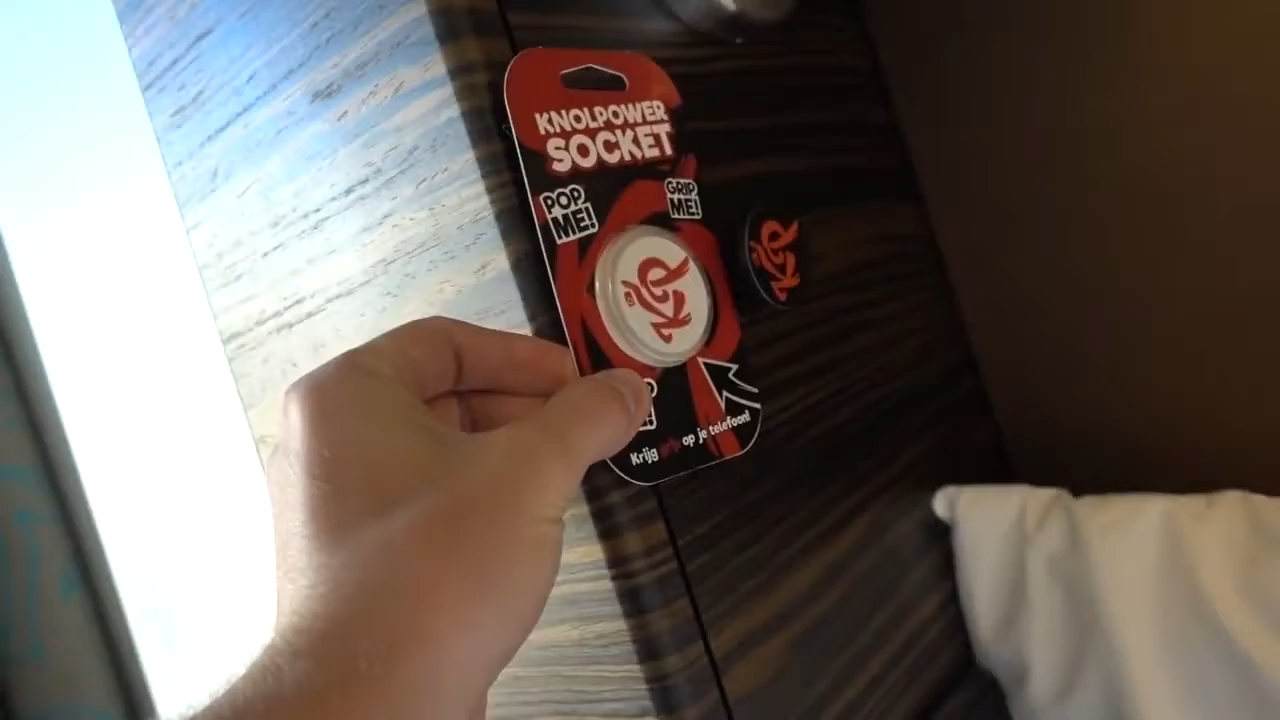 KNOLPOWER
SOCKET
POP
ME!
GRIP
ME!
Krijg grip op je telefoon!